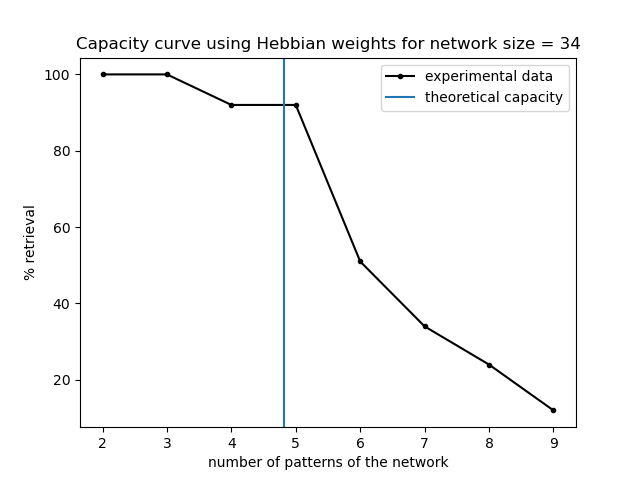 Capacity curve using Hebbian weights for network size = 34
experimental data
theoretical capacity
% retrieval
100
80
60
40
20
2 3 4 5 6 7 8 9
number of patterns of the network